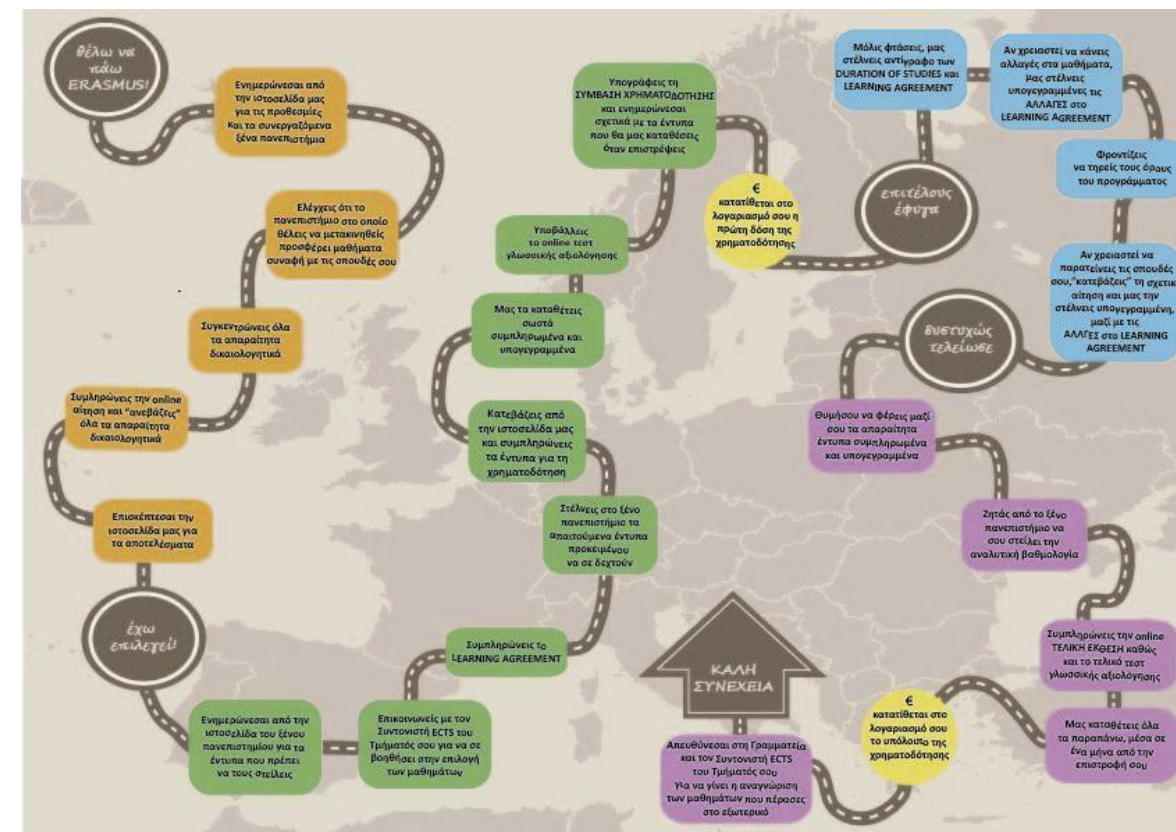 θέλω να
πάω
ERASMUS!
Ενημερώνεσαι από
την ιστοσελίδα μας
για τις προθεσμίες
και τα συνεργαζόμενα
ξένα πανεπιστήμια
Ελέγχεις ότι το
πανεπιστήμιο στο οποίο
θέλεις να μετακινηθείς
προσφέρει μαθήματα
συναφή με τις σπουδές σου
Συγκεντρώνεις όλα
τα απαραίτητα
δικαιολογητικά
Συμληρώνεις την online
αίτηση και "ανεβάζεις"
όλα τα απαραίτητα
δικαιολογητικά
Επισκέπτεσαι την
ιστοσελίδα μας για
τα αποτελέσματα
έχω
επιλεγεί!
Ενημερώνεσαι από την
ιστοσελίδα του ξένου
πανεπιστημίου για τα
έντυπα που πρέπει
να τους στείλεις
Επικοινωνείς με τον
Συντονιστή ECTS του
Τμήματός σου για να σε
βοηθήσει στην επιλογή
των μαθημάτων
Συμπληρώνεις το
LEARNING AGREEMENT
Στέλνεις στο ξένο
πανεπιστήμιο τα
απαιτούμενα έντυπα
προκειμένου
να σε δεχτούν
Κατεβάζεις από
την ιστοσελίδα μας
και συμπληρώνεις
τα έντυπα για τη
χρηματοδότηση
Μας τα καταθέτεις
σωστά
συμπληρωμένα και
υπογεγραμμένα
Υποβάλλεις
το online τεστ
γλωσσικής αξιολόγησης
Υπογράφεις τη
ΣΥΜΒΑΣΗ ΧΡΗΜΑΤΟΔΟΤΗΣΗΣ
και ενημερώνεσαι
σχετικά με τα έντυπα
που θα μας καταθέσεις
όταν επιστρέψεις
€
κατατίθεται στο
λογαριασμό σου η
πρώτη δόση της
χρηματοδότησης
επιτέλους
έφυγα
Μόλις φτάσεις, μας
στέλνεις αντίγραφο των
DURATION OF STUDIES και
LEARNING AGREEMENT
Αν χρειαστεί να κάνεις
αλλαγές στα μαθήματα,
μας στέλνεις
υπογεγραμμένες τις
ΑΛΛΑΓΕΣ στο
LEARNING AGREEMENT
Φροντίζεις
να τηρείς τους όρους
του προγράμματος
Αν χρειαστεί να
παρατείνεις τις σπουδές
σου,"κατεβάζεις" τη σχετικ
αίτηση και μας την
στέλνεις υπογεγραμμένη,
μαζί με τις
ΑΛΛΓΕΣ στο LEARNING
AGREEMENT
δυστυχώς
τελείωσε
Θυμήσου να φέρεις μαζί
σου τα απαραίτητα
έντυπα συμπληρωμένα
και υπογεγραμμένα
Ζητάς από το ξένο
πανεπιστήμιο να
σου στείλει την
αναλυτική βαθμολογία
Συμπληρώνεις την online
ΤΕΛΙΚΗ ΕΚΘΕΣΗ καθώς
και το τελικό τεστ
γλωσσικής αξιολόγησης
Μας καταθέτεις όλα
τα παραπάνω, μέσα σε
ένα μήνα από την
επιστροφή σου
€
κατατίθεται στο
λογαριασμό σου
το υπόλοιπο της
χρηματοδότησης
Απευθύνεσαι στη Γραμματεία
και τον Συντονιστή ECTS
του Τμήματός σου
για να γίνει η αναγνώριση
των μαθημάτων που πέρασες
στο εξωτερικό
ΚΑΛΗ
ΣΥΝΕΧΕΙΑ